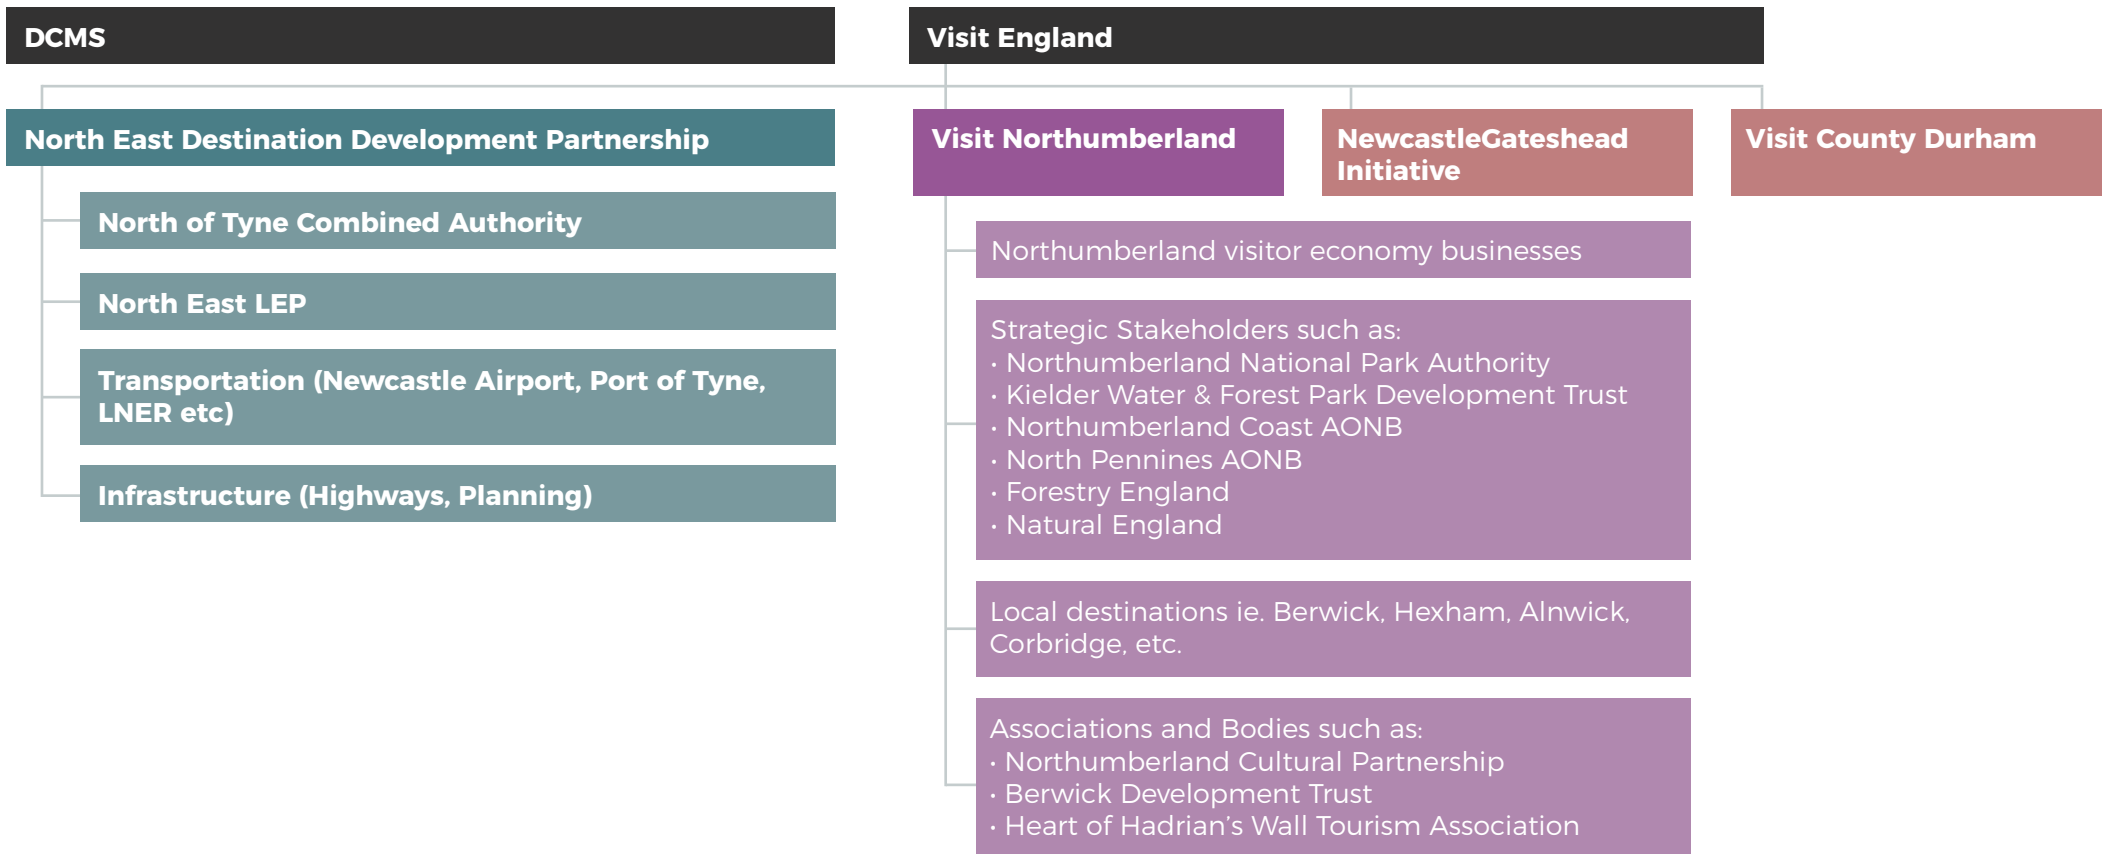 DCMS
Visit England
North East Destination Development Partnership
Visit Northumberland
NewcastleGateshead
Initiative
Visit County Durham
North of Tyne Combined Authority
North East LEP
Transportation (Newcastle Airport, Port of Tyne,
LNER etc)
Infrastructure (Highways, Planning)
Northumberland visitor economy businesses
Strategic Stakeholders such as:
• Northumberland National Park Authority
• Kielder Water & Forest Park Development Trust
• Northumberland Coast AONB
• North Pennines AONB
• Forestry England
• Natural England
Local destinations ie. Berwick, Hexham, Alnwick,
Corbridge, etc.
Associations and Bodies such as:
• Northumberland Cultural Partnership
• Berwick Development Trust
• Heart of Hadrian’s Wall Tourism Association